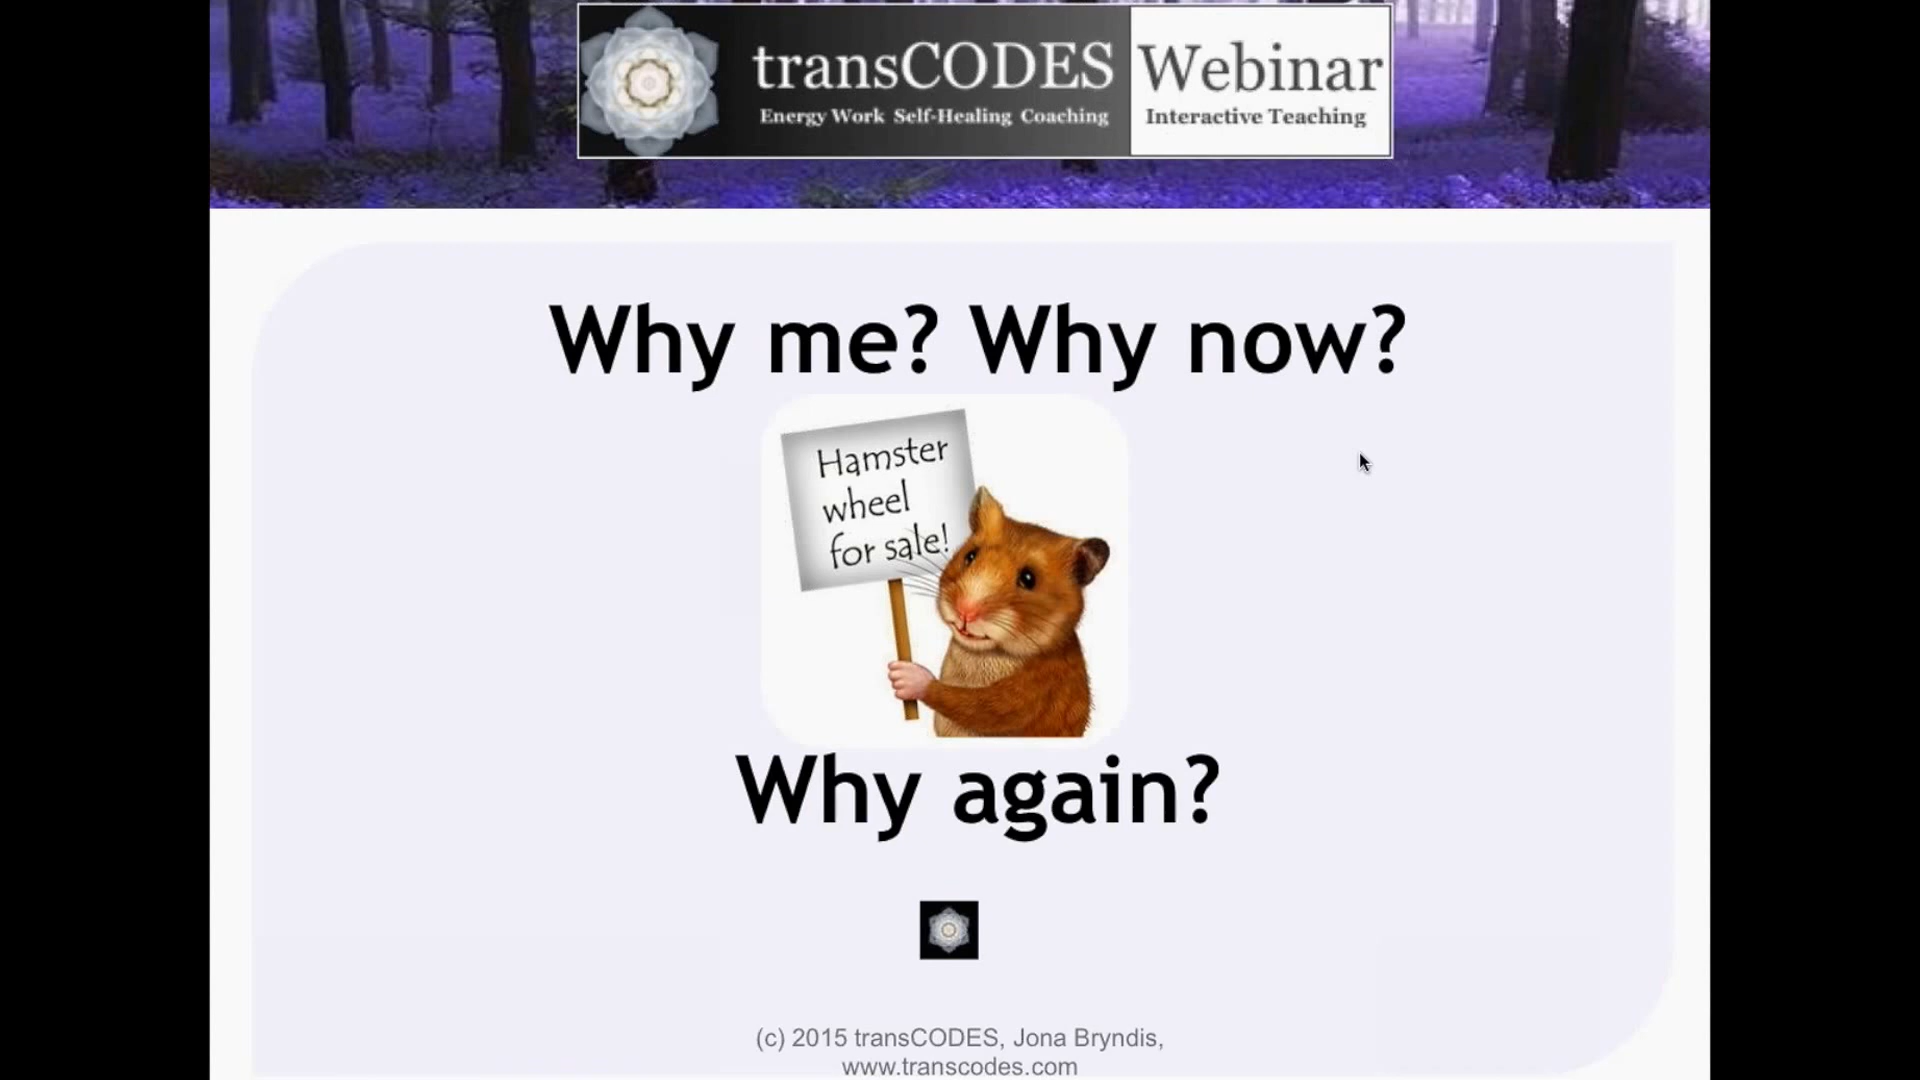 transCODES
Energy Work Self-Healing Coaching
Webinar
Interactive Teaching
Why me? Why now?
Hamster
wheel
for sale!
Why again?
(c) 2015 transCODES, Jona Bryndis,
www.transcodes.com